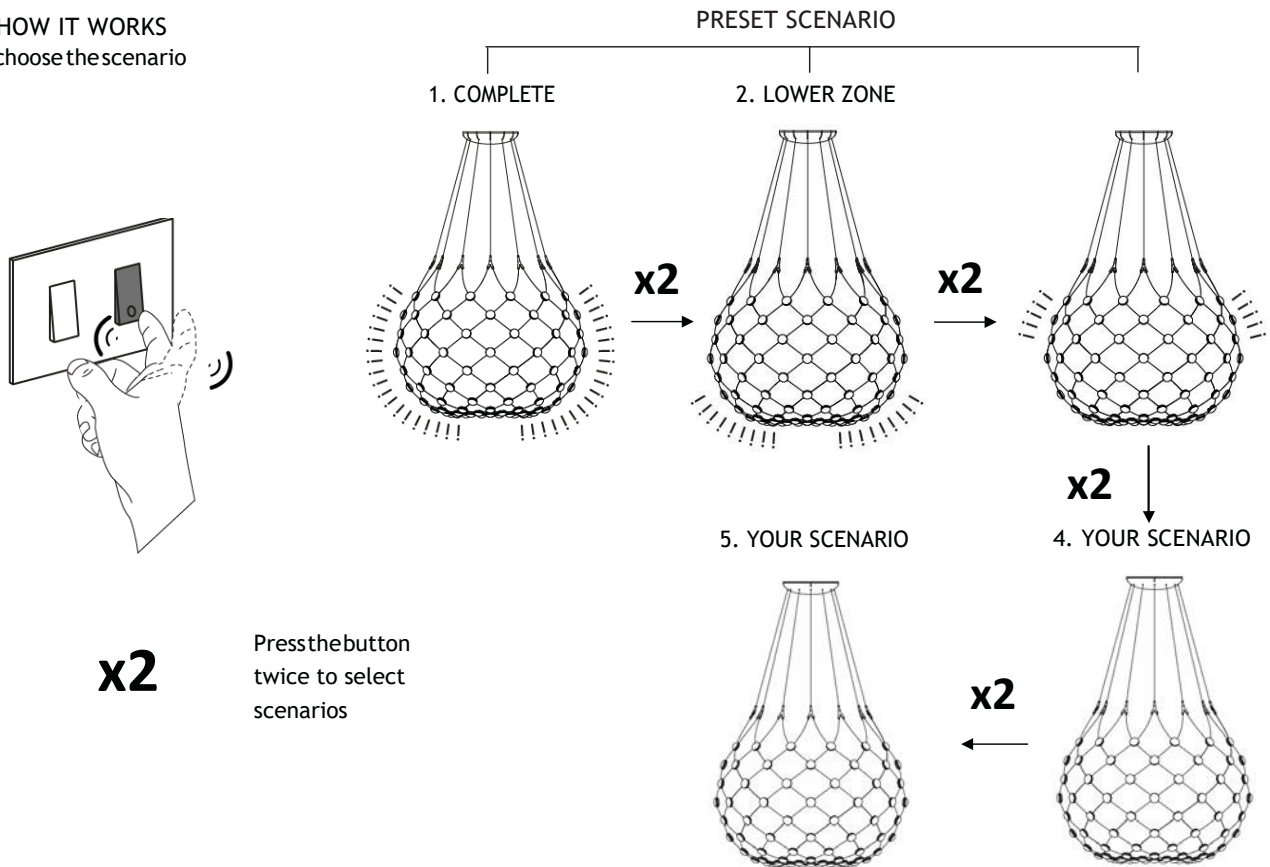 HOW IT WORKS
choose the scenario
PRESET SCENARIO
1. COMPLETE
2. LOWER ZONE
x2
x2
x2
5. YOUR SCENARIO
4. YOUR SCENARIO
x2
x2
Press the button
twice to select
scenarios